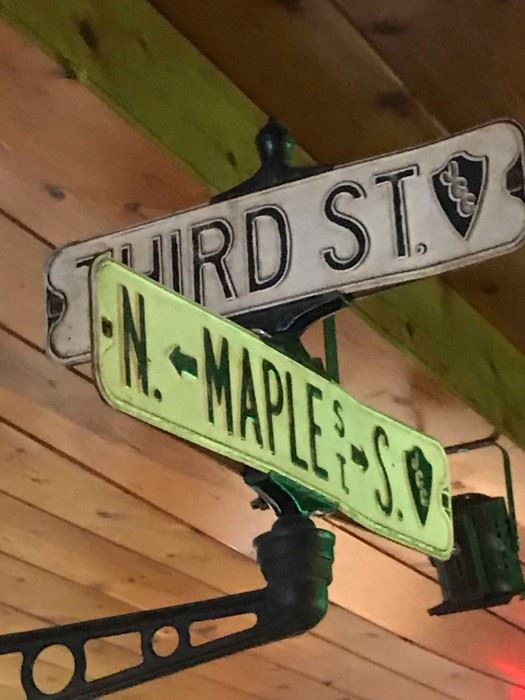 THIRD ST.
N. ← MAPLE ST → S.